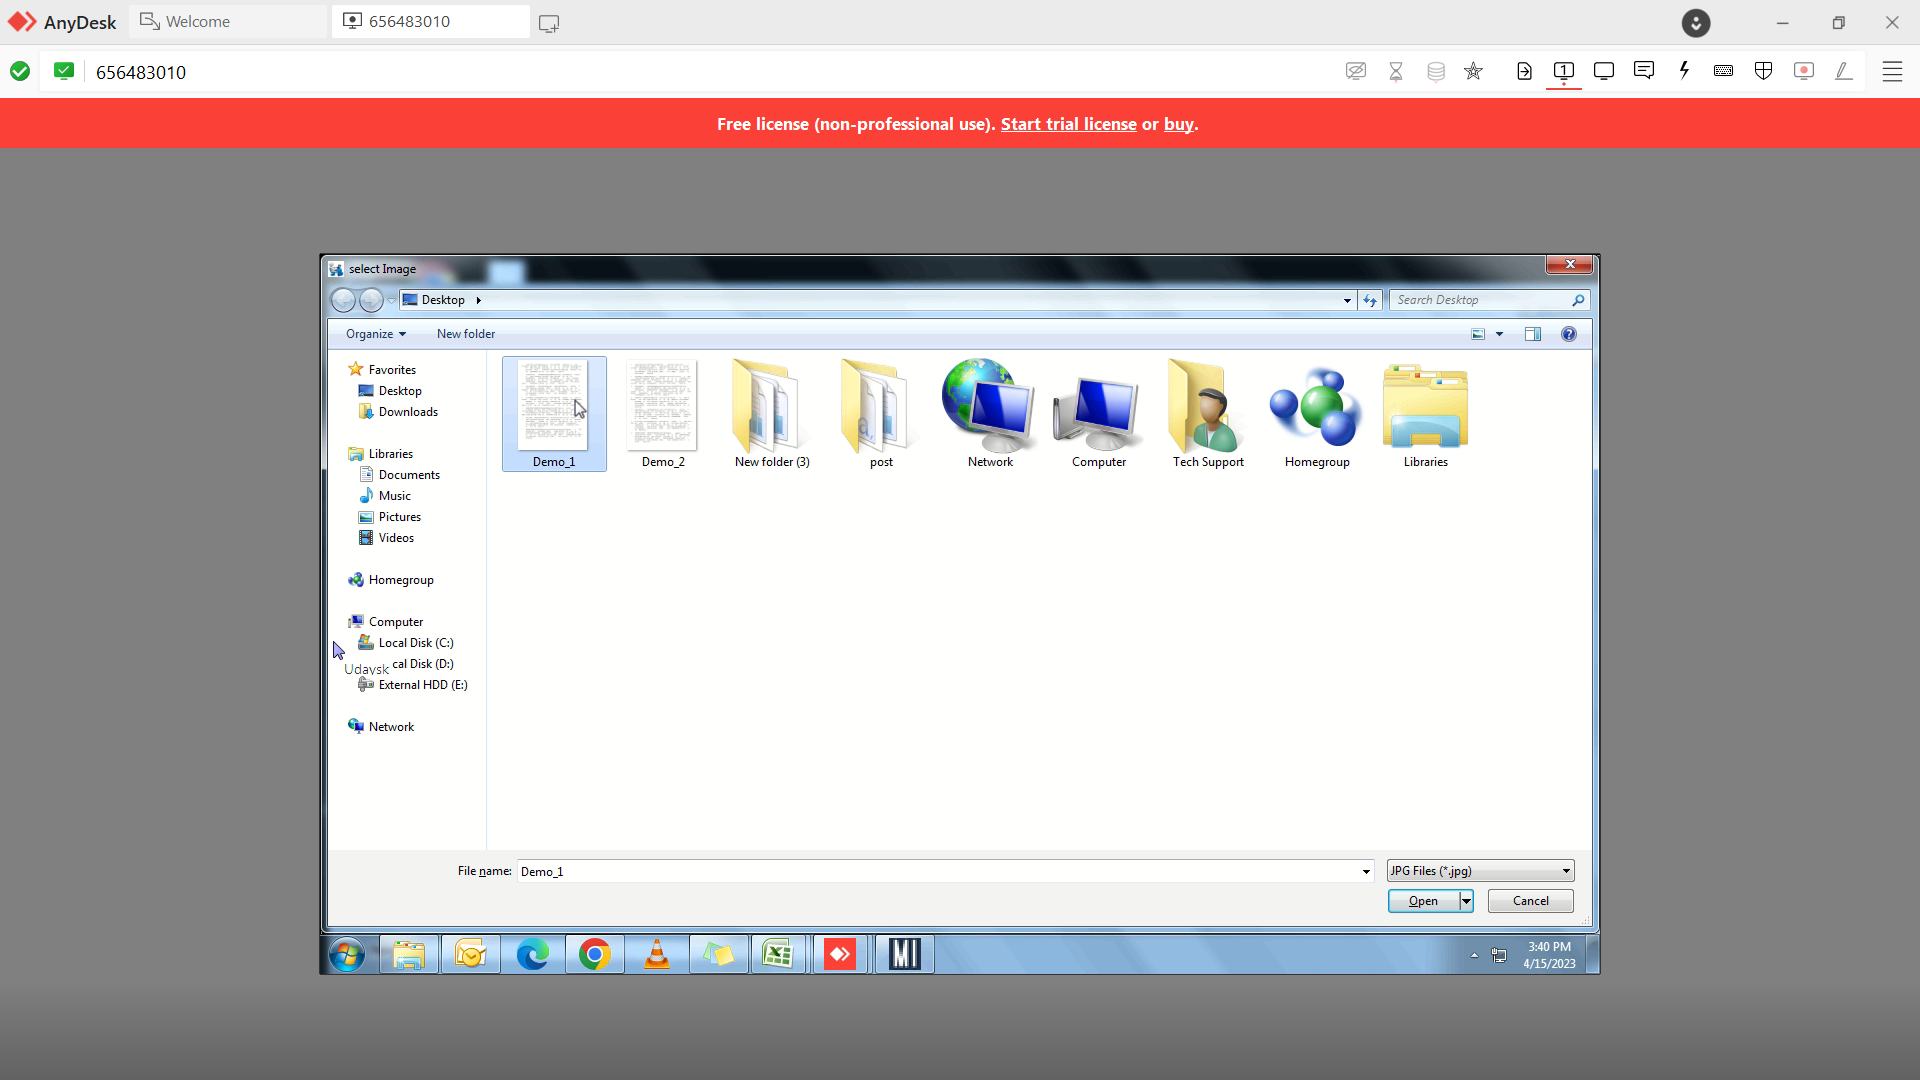 AnyDesk
Welcome
656483010
656483010
1
Free license (non-professional use). Start trial license or buy.
select Image
Desktop
Search Desktop
Organize
New folder
Favorites
Desktop
Downloads
Libraries
Documents
Music
Pictures
Videos
Homegroup
Computer
Local Disk (C:)
cal Disk (D:)
Udaysk
External HDD (E:)
Network
Demo_1
Demo_2
New folder (3)
post
Network
Computer
Tech Support
Homegroup
Libraries
File name: Demo_1
JPG Files (*.jpg)
Open
Cancel
MI
3:40 PM
4/15/2023